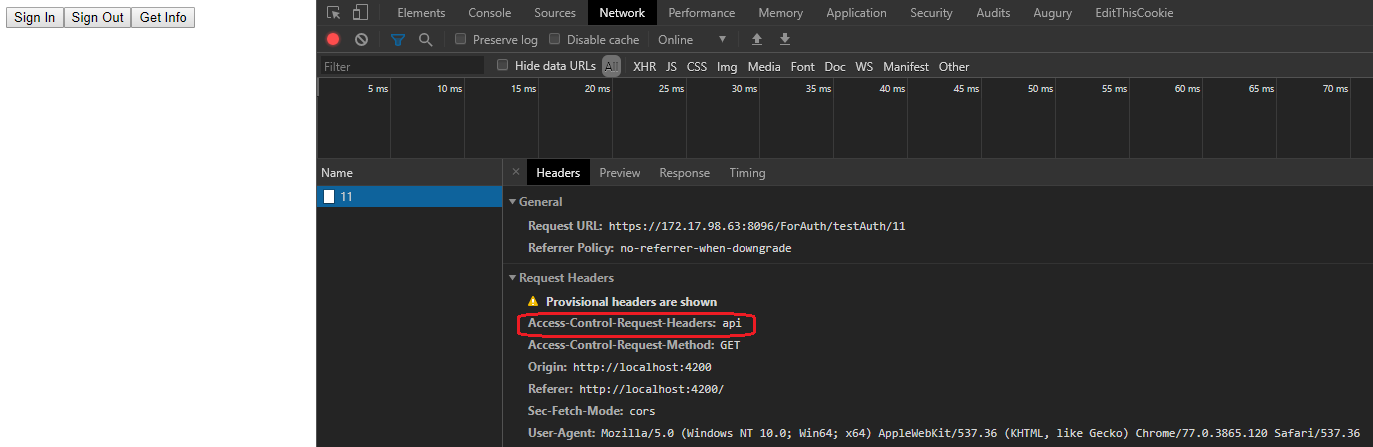 Sign In Sign Out Get Info
Elements Console Sources Network Performance Memory Application Security Audits Augury EditThisCookie
Preserve log Disable cache Online
Filter Hide data URLs All XHR JS CSS Img Media Font Doc WS Manifest Other
5 ms 10 ms 15 ms 20 ms 25 ms 30 ms 35 ms 40 ms 45 ms 50 ms 55 ms 60 ms 65 ms 70 ms
Name × Headers Preview Response Timing
11
General
Request URL: https://172.17.98.63:8096/ForAuth/testAuth/11
Referrer Policy: no-referrer-when-downgrade
Request Headers
Provisional headers are shown
Access-Control-Request-Headers: api
Access-Control-Request-Method: GET
Origin: http://localhost:4200
Referer: http://localhost:4200/
Sec-Fetch-Mode: cors
User-Agent: Mozilla/5.0 (Windows NT 10.0; Win64; x64) AppleWebKit/537.36 (KHTML, like Gecko) Chrome/77.0.3865.120 Safari/537.36